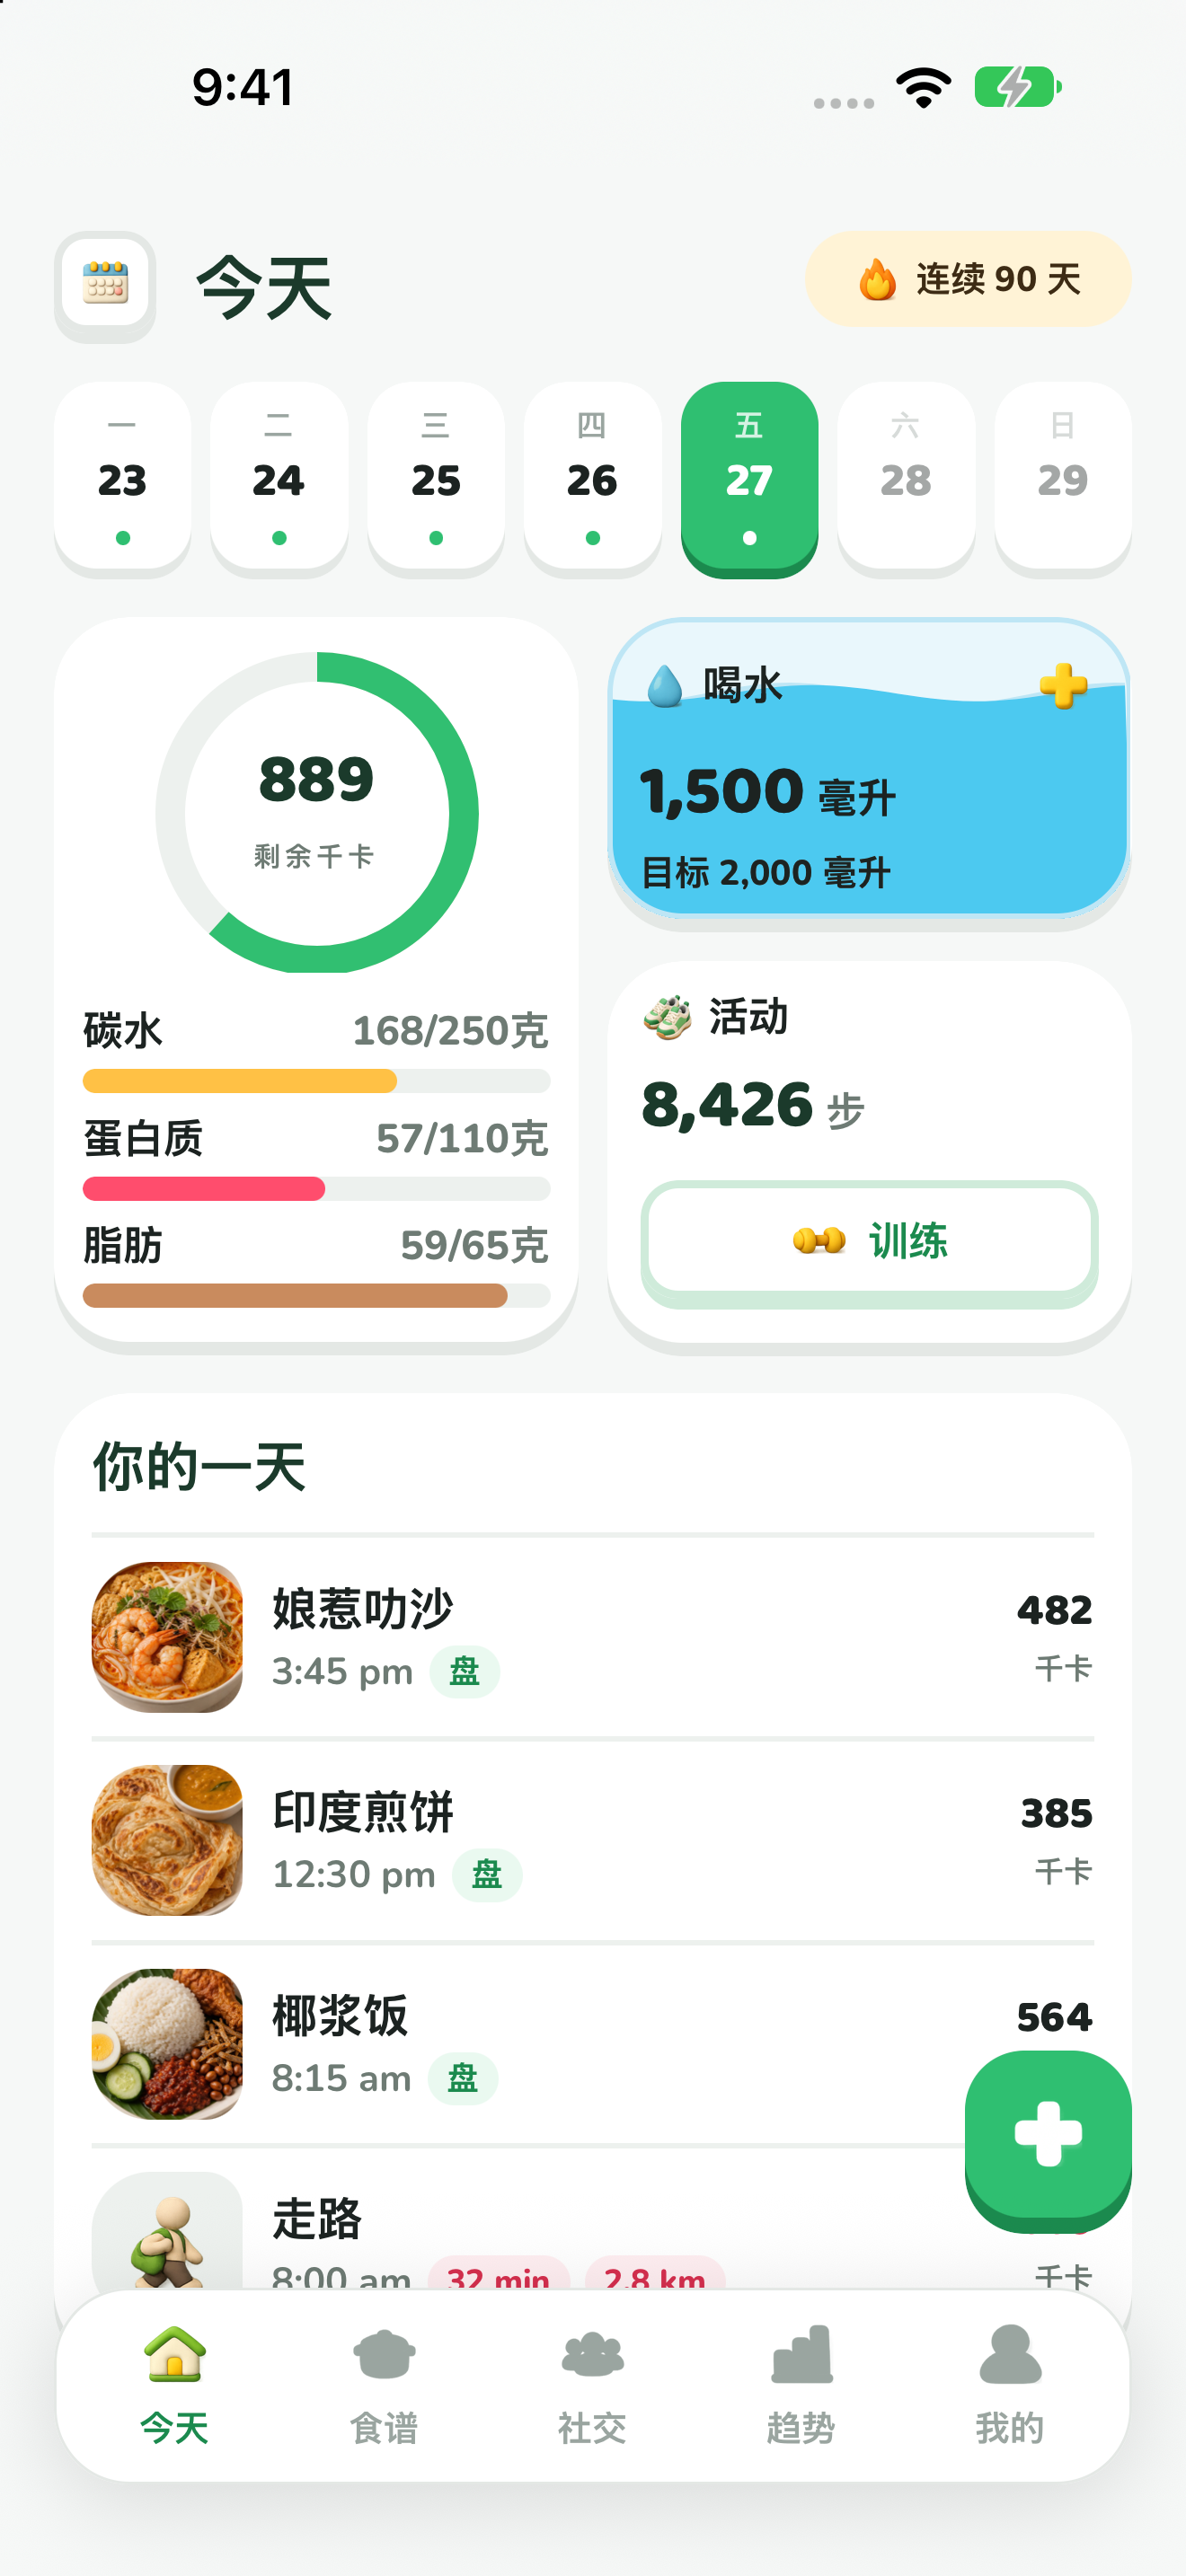 9:41
今天
连续 90 天
一 二 三 四 五 六 日
23 24 25 26 27 28 29
889
剩余千卡
碳水 168/250克
蛋白质 57/110克
脂肪 59/65克
喝水
1,500 毫升
目标 2,000 毫升
活动
8,426 步
训练
你的一天
娘惹叻沙
3:45 pm 盘
482
千卡
印度煎饼
12:30 pm 盘
385
千卡
椰浆饭
8:15 am 盘
564
走路
8:00 am 32 min 2.8 km
千卡
今天 食谱 社交 趋势 我的